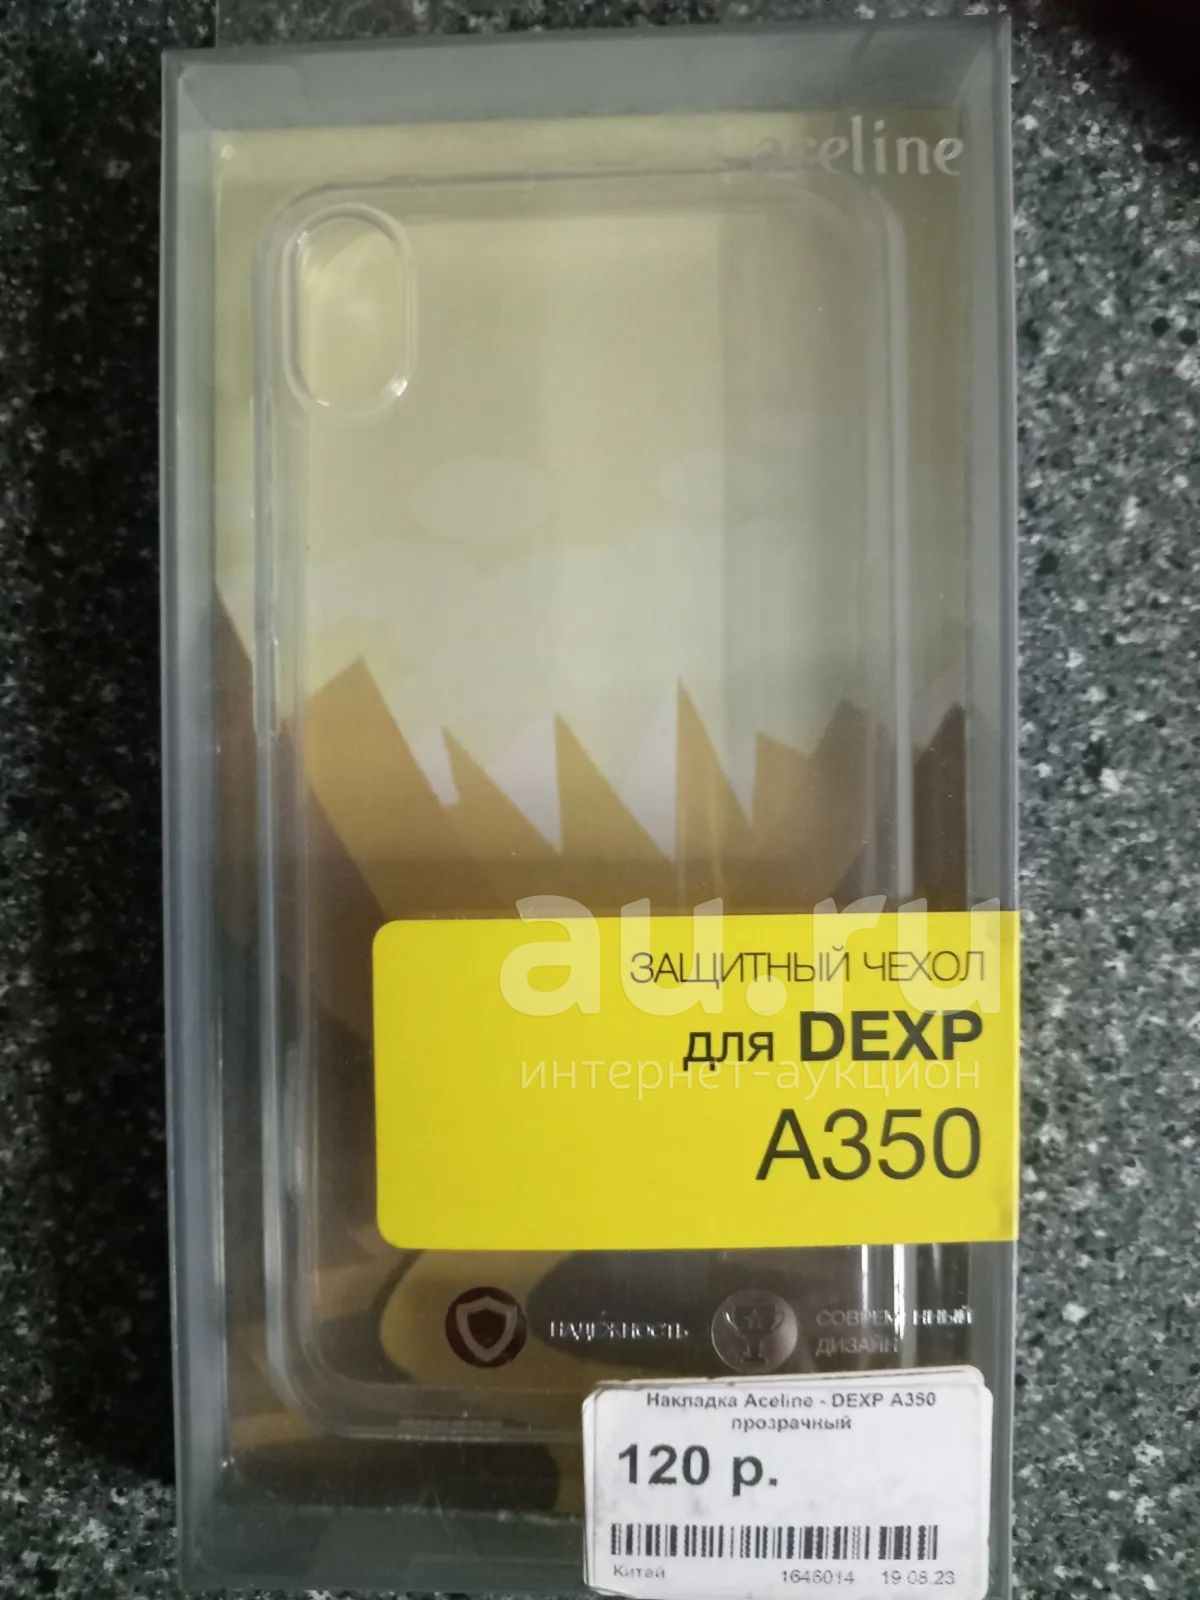 aceline
au.ru
ЗАЩИТНЫЙ ЧЕХОЛ
для DEXP
интернет-аукцион
A350
НАДЁЖНОСТЬ
СОВРЕМЕННЫЙ
ДИЗАЙН
Накладка Aceline - DEXP A350
прозрачный
120 р.
Китай 1646014 19.08.23